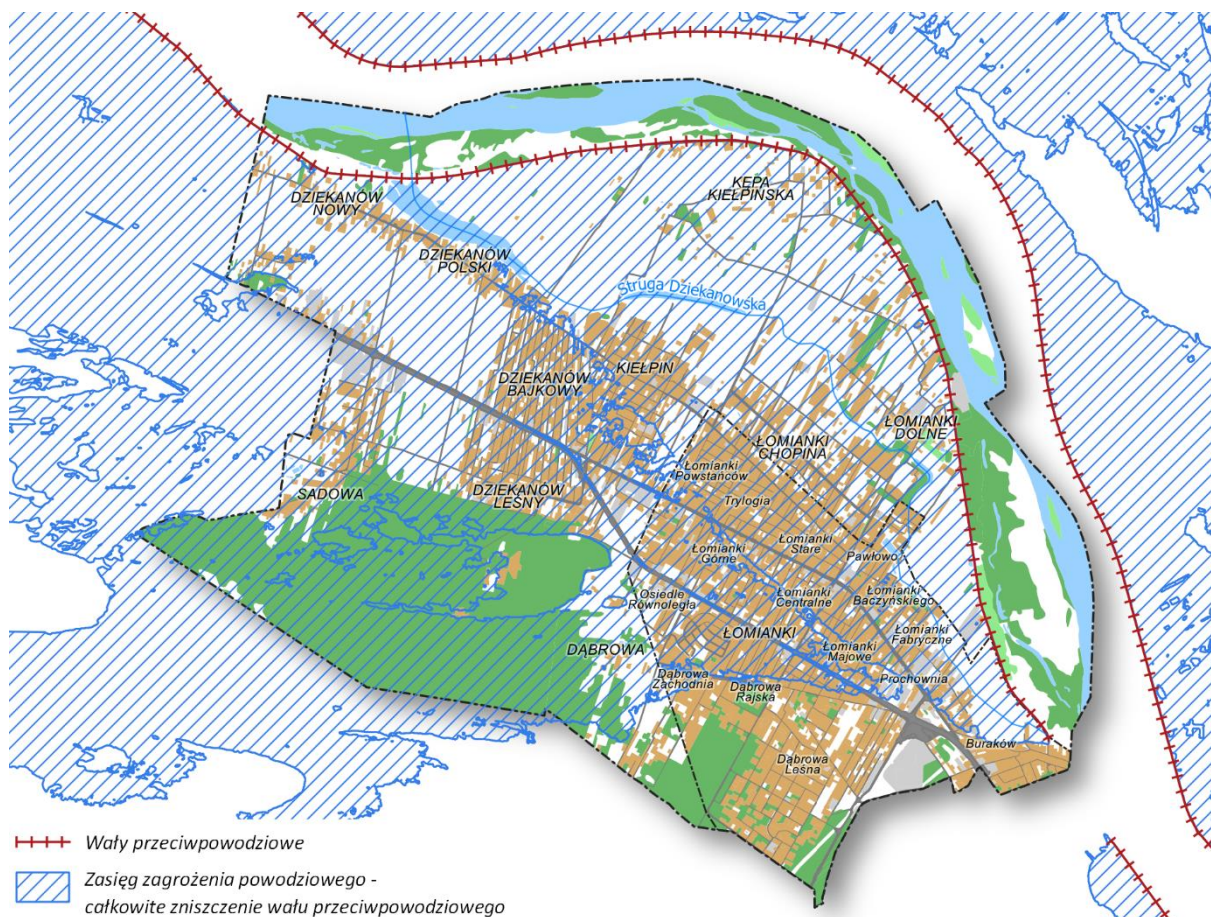 DZIEKANÓW
NOWY
KĘPA
KIEŁPIŃSKA
DZIEKANÓW
POLSKI
Struga Dziekanowska
DZIEKANÓW
BAJKOWY
KIEŁPIN
ŁOMIANKI
CHOPINA
ŁOMIANKI
DOLNE
SADOWA
DZIEKANÓW
LEŚNY
Łomianki
Powstańców
Trylogia
Łomianki
Górne
Łomianki
Stare
Pawłowo
Osiedle
Równoległa
Łomianki
Centralne
Łomianki
Baczyńskiego
DĄBROWA
ŁOMIANKI
Łomianki
Majowe
Łomianki
Fabryczne
Dąbrowa
Zachodnia
Dąbrowa
Rajska
Prochownia
Dąbrowa
Leśna
Buraków
Wały przeciwpowodziowe
Zasięg zagrożenia powodziowego -
całkowite zniszczenie wału przeciwpowodziowego